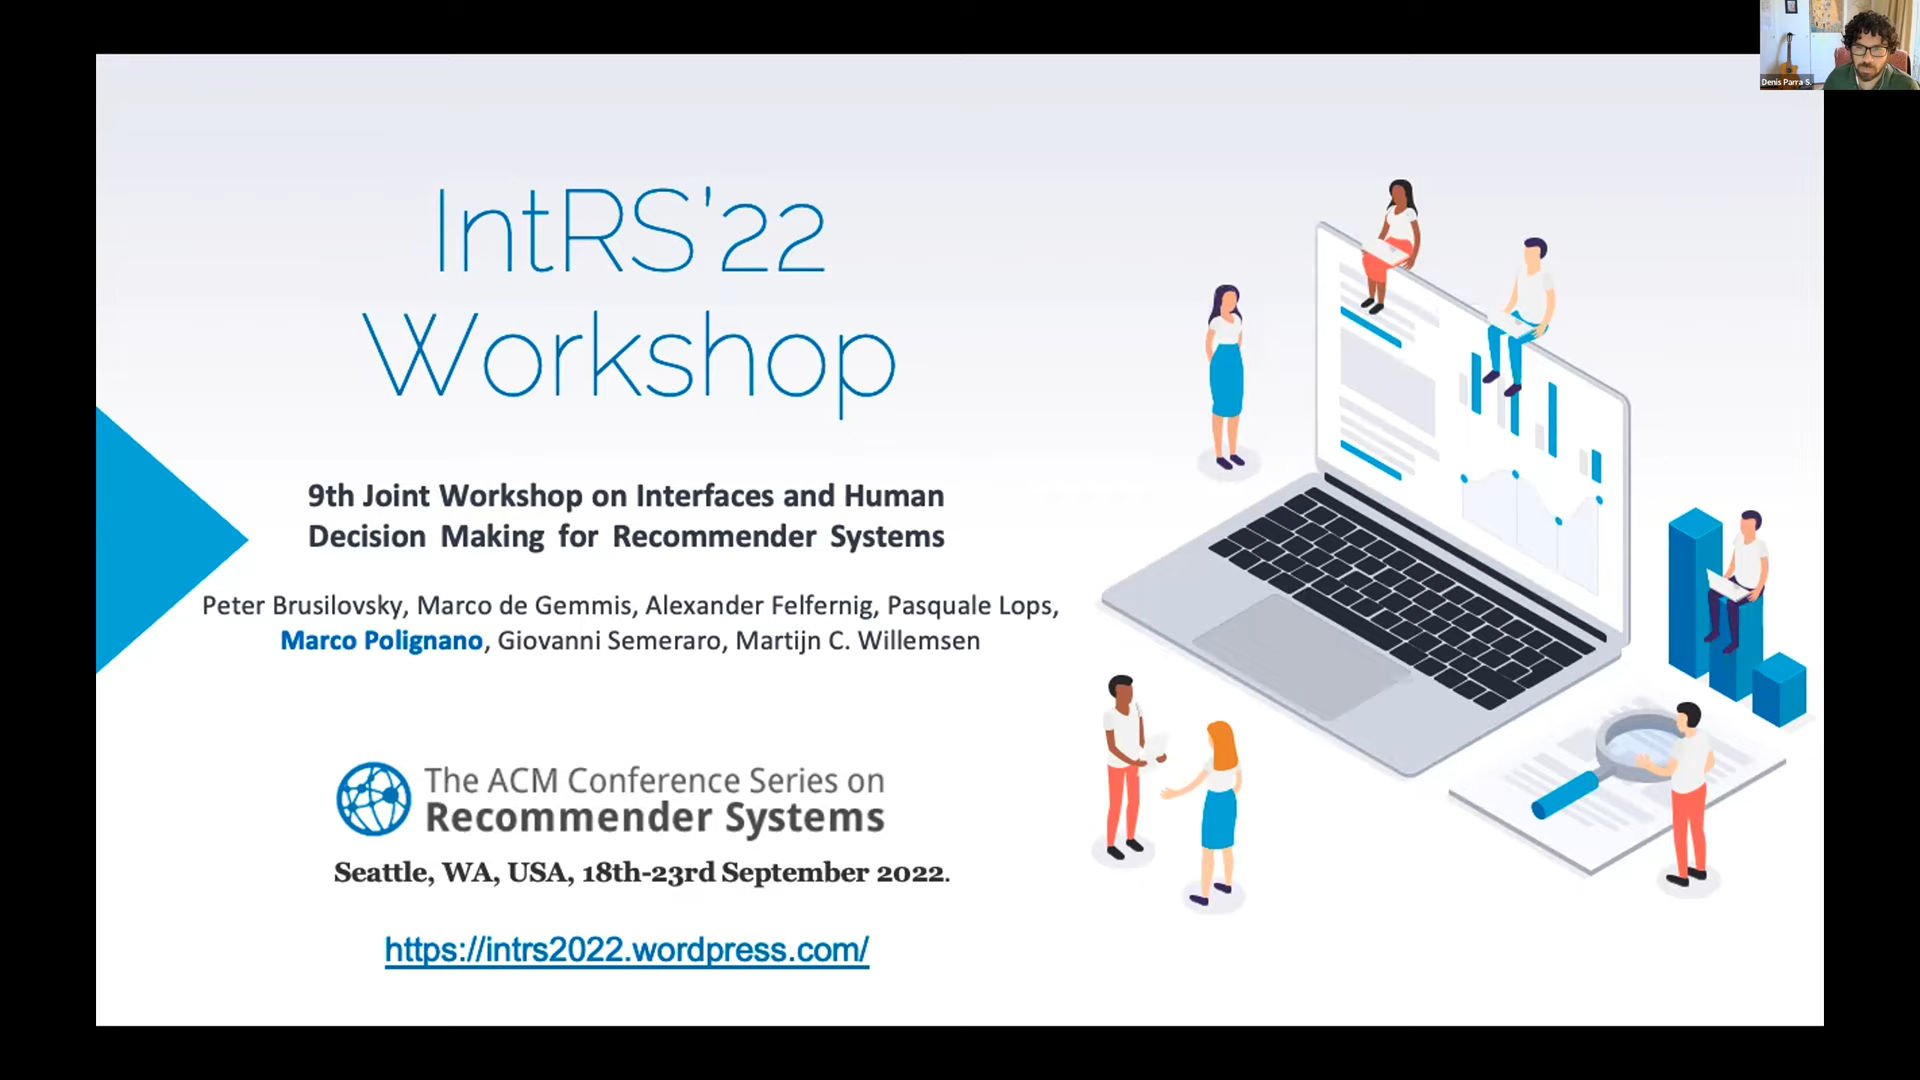 Denis Parra S.
IntRS'22
Workshop
9th Joint Workshop on Interfaces and Human
Decision Making for Recommender Systems
Peter Brusilovsky, Marco de Gemmis, Alexander Felfernig, Pasquale Lops,
Marco Polignano, Giovanni Semeraro, Martijn C. Willemsen
The ACM Conference Series on
Recommender Systems
Seattle, WA, USA, 18th-23rd September 2022.
https://intrs2022.wordpress.com/